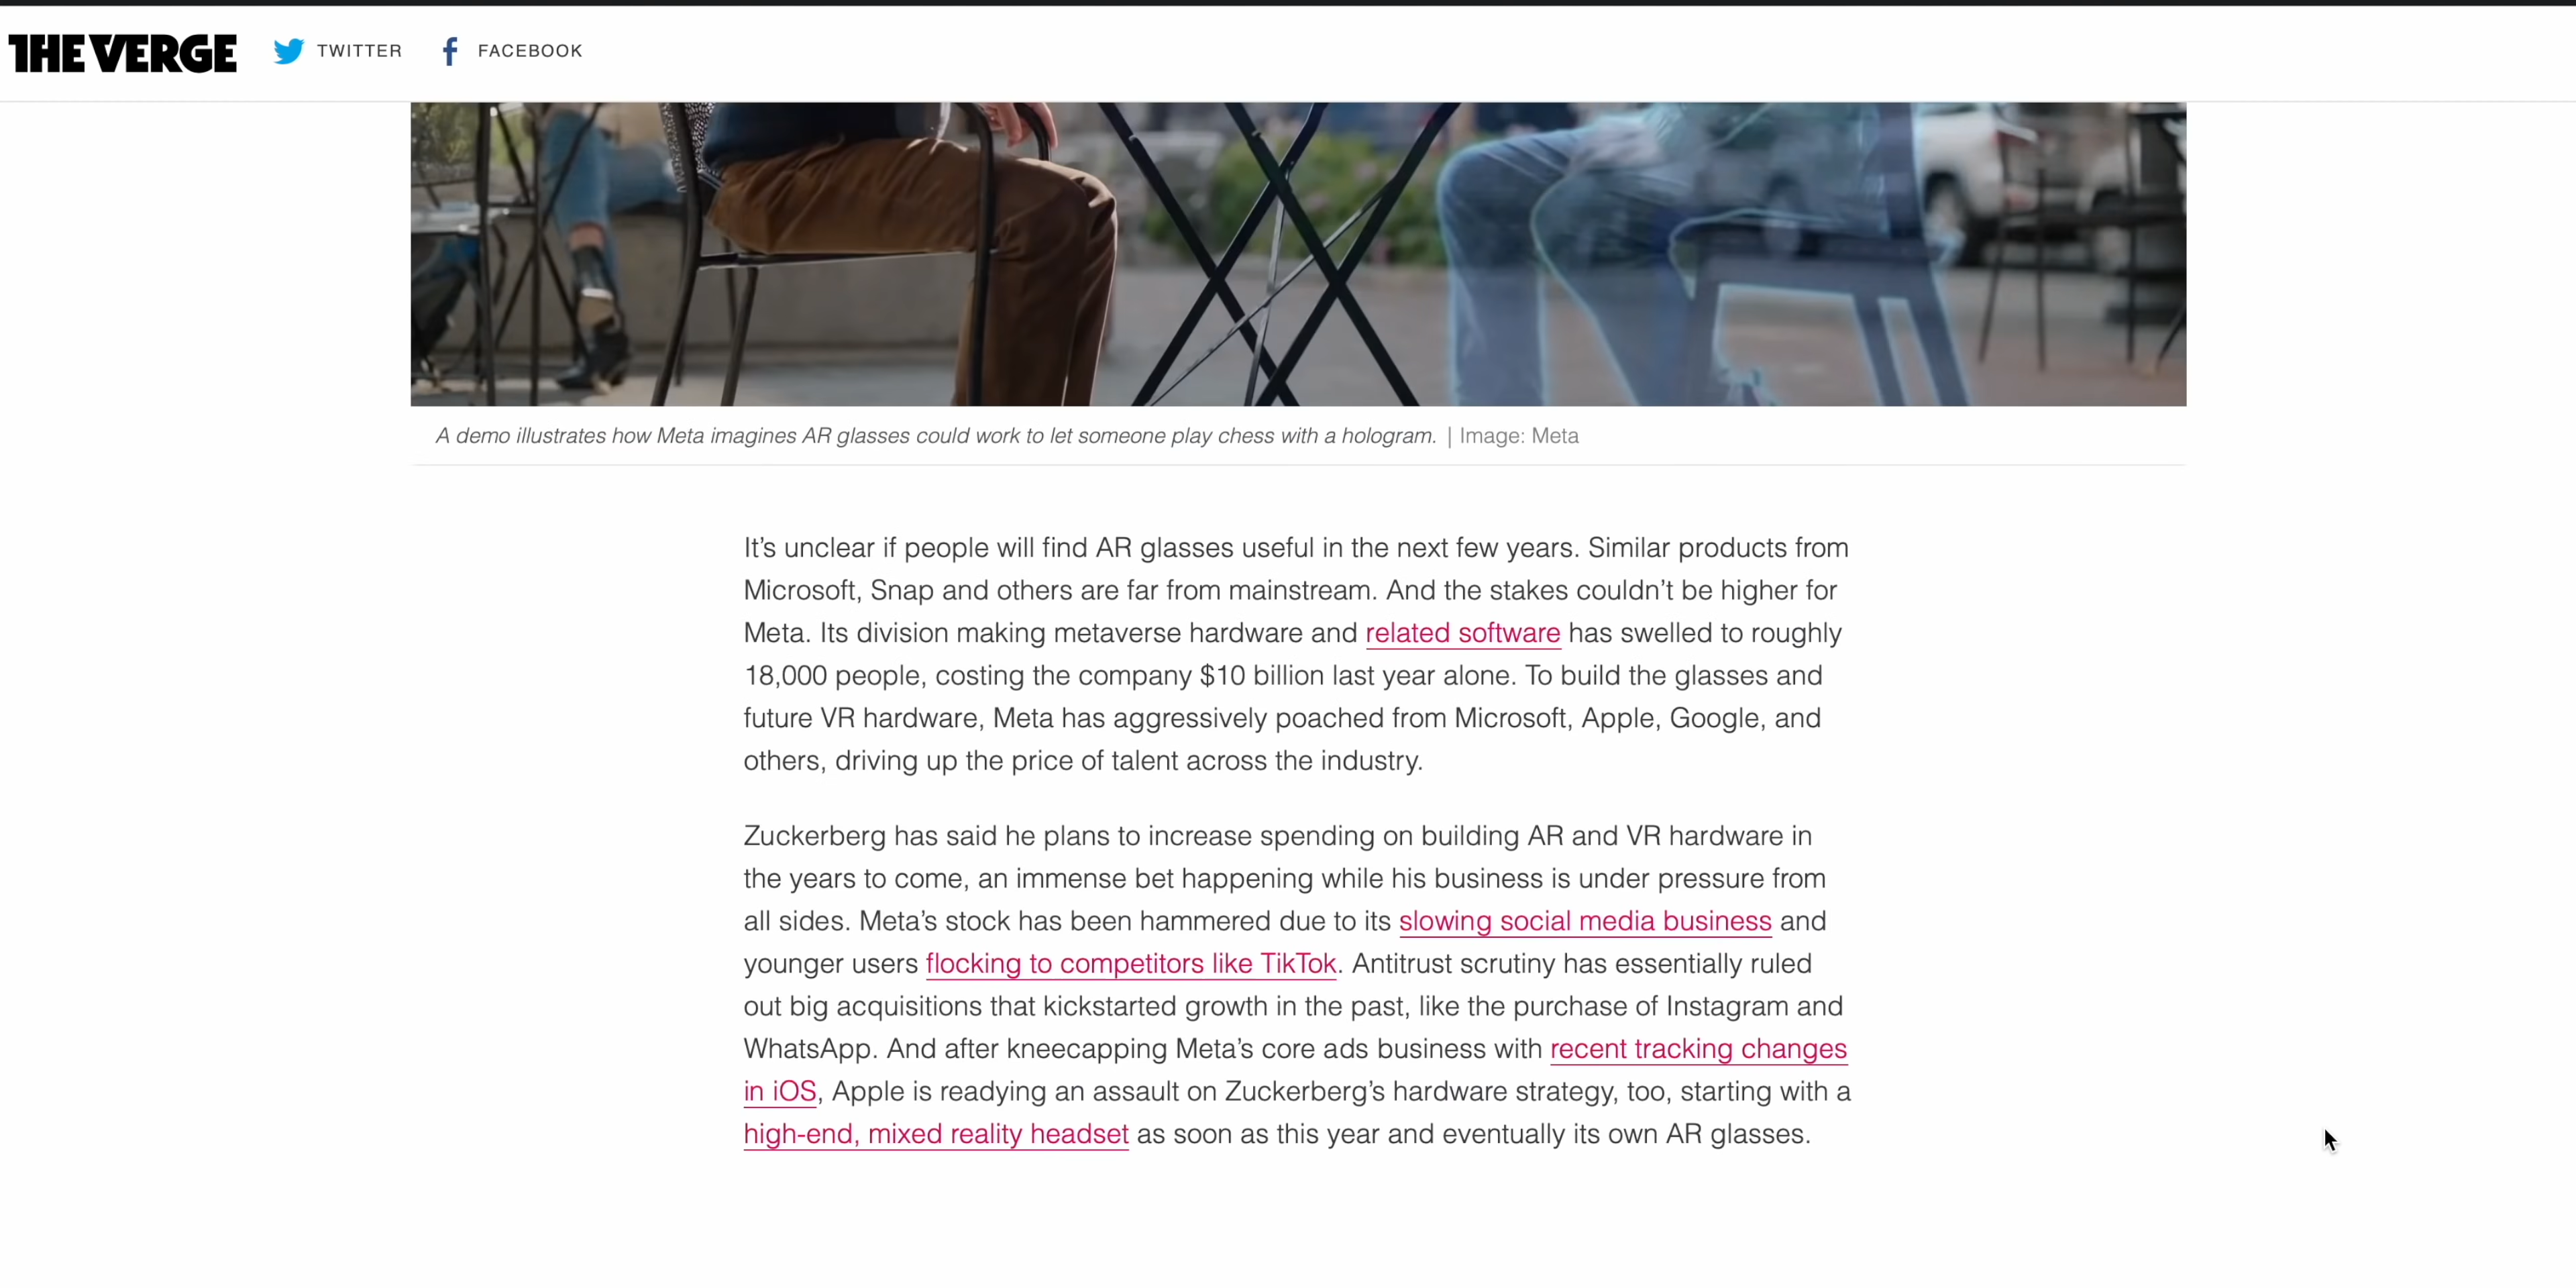 THE VERGE TWITTER FACEBOOK
A demo illustrates how Meta imagines AR glasses could work to let someone play chess with a hologram. | Image: Meta
It’s unclear if people will find AR glasses useful in the next few years. Similar products from
Microsoft, Snap and others are far from mainstream. And the stakes couldn’t be higher for
Meta. Its division making metaverse hardware and related software has swelled to roughly
18,000 people, costing the company $10 billion last year alone. To build the glasses and
future VR hardware, Meta has aggressively poached from Microsoft, Apple, Google, and
others, driving up the price of talent across the industry.
Zuckerberg has said he plans to increase spending on building AR and VR hardware in
the years to come, an immense bet happening while his business is under pressure from
all sides. Meta’s stock has been hammered due to its slowing social media business and
younger users flocking to competitors like TikTok. Antitrust scrutiny has essentially ruled
out big acquisitions that kickstarted growth in the past, like the purchase of Instagram and
WhatsApp. And after kneecapping Meta’s core ads business with recent tracking changes
in iOS, Apple is readying an assault on Zuckerberg’s hardware strategy, too, starting with a
high-end, mixed reality headset as soon as this year and eventually its own AR glasses.